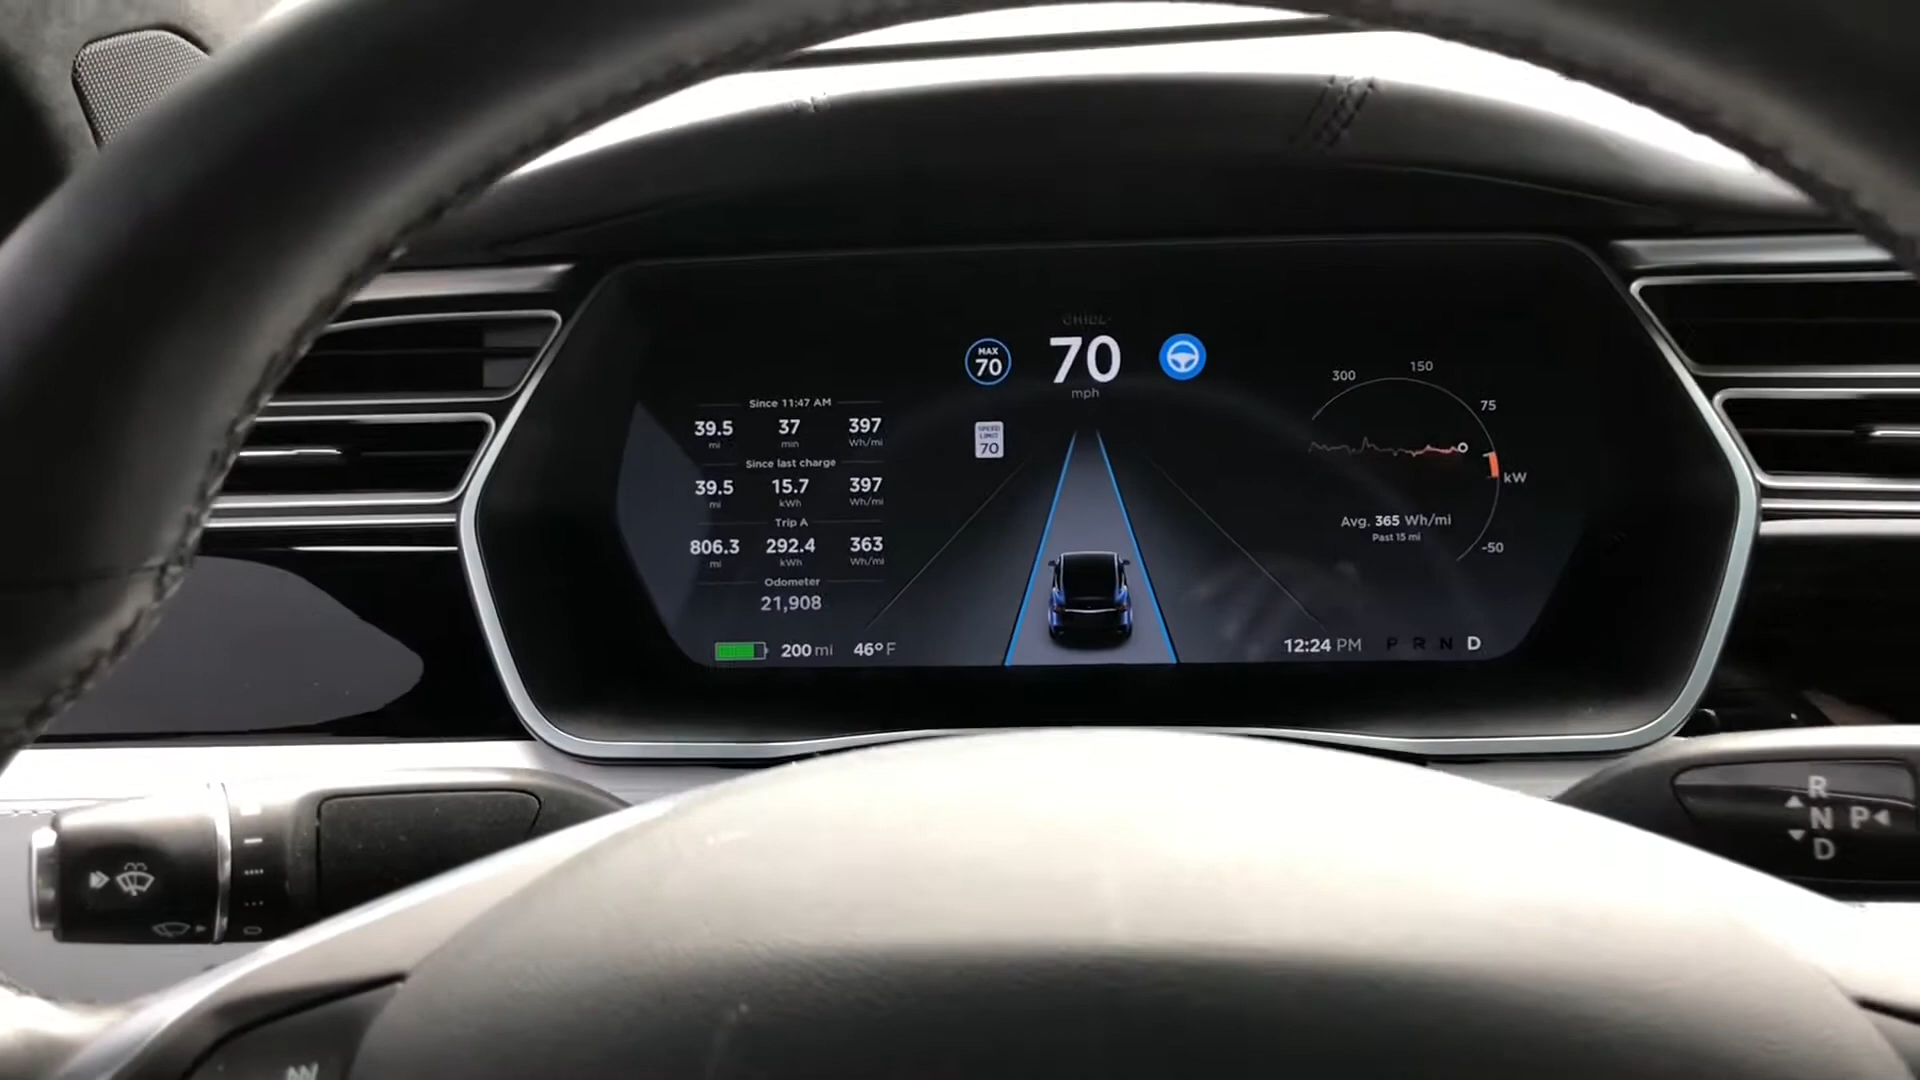 CHILL
MAX
70
70
mph
SPEED
LIMIT
70
Since 11:47 AM
39.5 37 397
mi min Wh/mi
Since last charge
39.5 15.7 397
mi kWh Wh/mi
Trip A
806.3 292.4 363
mi kWh Wh/mi
Odometer
21,908
200 mi 46° F
300
150
75
kW
-50
Avg. 365 Wh/mi
Past 15 mi
12:24 PM P R N D
R
N P
D